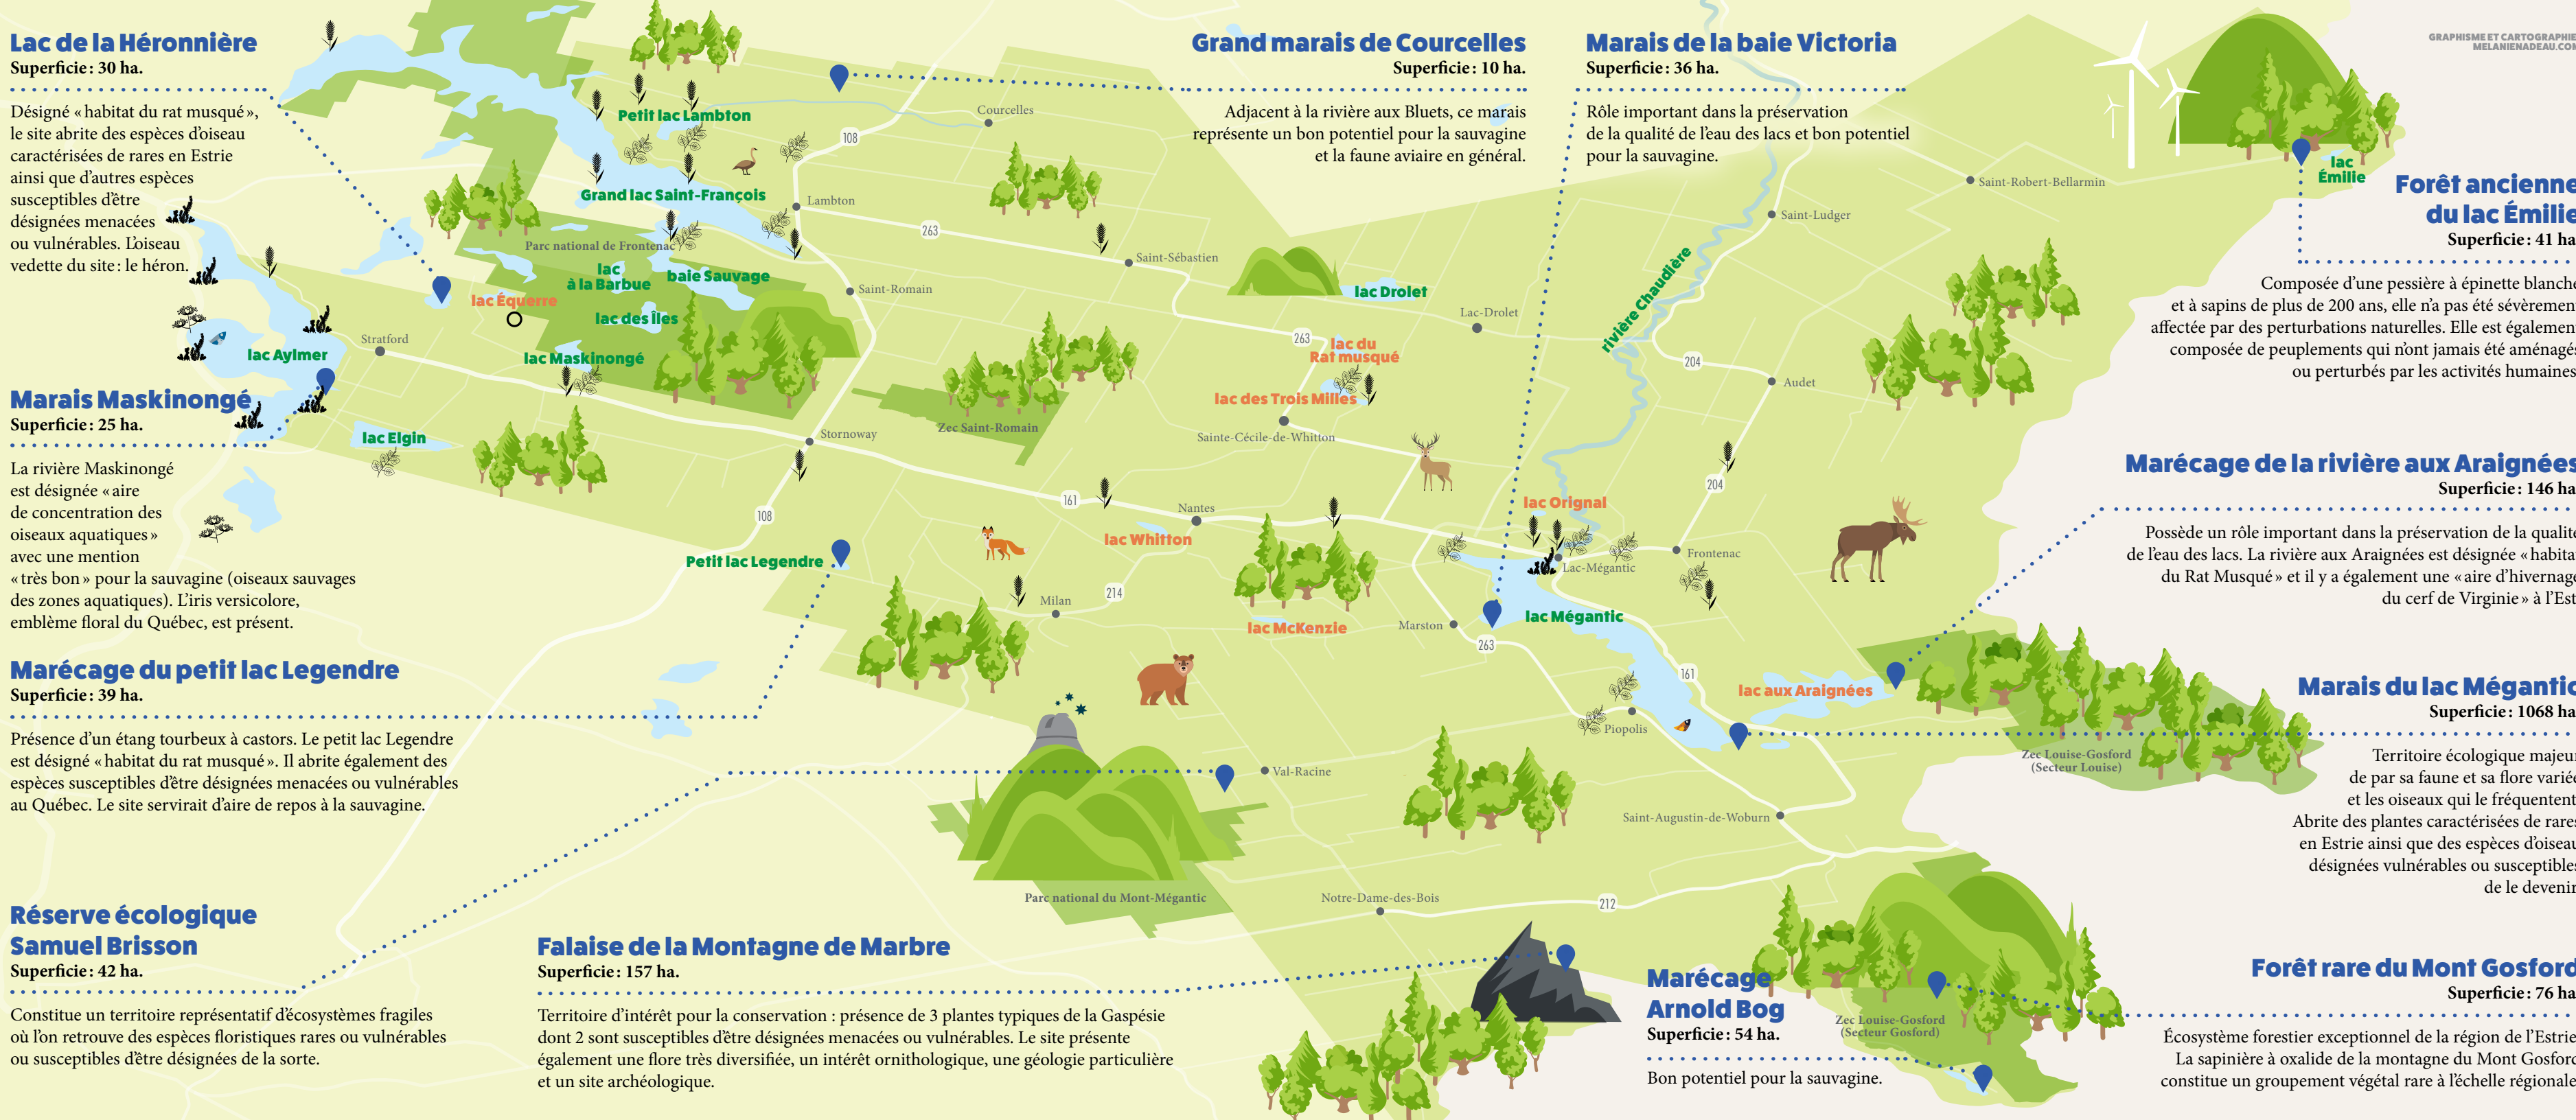 Lac de la Héronnière
Superficie : 30 ha.
Désigné « habitat du rat musqué »,
le site abrite des espèces d’oiseau
caractérisées de rares en Estrie
ainsi que d’autres espèces
susceptibles d’être
désignées menacées
ou vulnérables. L’oiseau
vedette du site : le héron.
Marais Maskinongé
Superficie : 25 ha.
La rivière Maskinongé
est désignée « aire
de concentration des
oiseaux aquatiques »
avec une mention
« très bon » pour la sauvagine (oiseaux sauvages
des zones aquatiques). L’iris versicolore,
emblème floral du Québec, est présent.
Marécage du petit lac Legendre
Superficie : 39 ha.
Présence d’un étang tourbeux à castors. Le petit lac Legendre
est désigné « habitat du rat musqué ». Il abrite également des
espèces susceptibles d’être désignées menacées ou vulnérables
au Québec. Le site servirait d’aire de repos à la sauvagine.
Réserve écologique
Samuel Brisson
Superficie : 42 ha.
Constitue un territoire représentatif d’écosystèmes fragiles
où l’on retrouve des espèces floristiques rares ou vulnérables
ou susceptibles d’être désignées de la sorte.
Falaise de la Montagne de Marbre
Superficie : 157 ha.
Territoire d’intérêt pour la conservation : présence de 3 plantes typiques de la Gaspésie
dont 2 sont susceptibles d’être désignées menacées ou vulnérables. Le site présente
également une flore très diversifiée, un intérêt ornithologique, une géologie particulière
et un site archéologique.
Grand marais de Courcelles
Superficie : 10 ha.
Adjacent à la rivière aux Bluets, ce marais
représente un bon potentiel pour la sauvagine
et la faune aviaire en général.
Marais de la baie Victoria
Superficie : 36 ha.
Rôle important dans la préservation
de la qualité de l’eau des lacs et bon potentiel
pour la sauvagine.
GRAPHISME ET CARTOGRAPHIE
MELANIENADEAU.COM
Forêt ancienne
du lac Émilie
Superficie : 41 ha
Composée d’une pessière à épinette blanche
et à sapins de plus de 200 ans, elle n’a pas été sévèrement
affectée par des perturbations naturelles. Elle est également
composée de peuplements qui n’ont jamais été aménagés
ou perturbés par les activités humaines
Marécage de la rivière aux Araignées
Superficie : 146 ha
Possède un rôle important dans la préservation de la qualité
de l’eau des lacs. La rivière aux Araignées est désignée « habitat
du Rat Musqué » et il y a également une « aire d’hivernage
du cerf de Virginie » à l’Est
Marais du lac Mégantic
Superficie : 1068 ha
Territoire écologique majeur
de par sa faune et sa flore variée
et les oiseaux qui le fréquentent
Abrite des plantes caractérisées de rares
en Estrie ainsi que des espèces d’oiseau
désignées vulnérables ou susceptibles
de le devenir
Forêt rare du Mont Gosford
Superficie : 76 ha
Écosystème forestier exceptionnel de la région de l’Estrie
La sapinière à oxalide de la montagne du Mont Gosford
constitue un groupement végétal rare à l’échelle régionale
Marécage
Arnold Bog
Superficie : 54 ha.
Bon potentiel pour la sauvagine.
Petit lac Lambton
Grand lac Saint-François
Parc national de Frontenac
lac
à la Barbue
baie Sauvage
lac Équerre
lac des Îles
lac Maskinongé
lac Aylmer
Stratford
lac Elgin
108
Courcelles
Lambton
263
Saint-Sébastien
Saint-Romain
Zec Saint-Romain
Stornoway
108
161
Petit lac Legendre
lac Drolet
Lac-Drolet
263
lac du
Rat musqué
lac des Trois Milles
Sainte-Cécile-de-Whitton
Nantes
lac Whitton
Milan
214
lac McKenzie
rivière Chaudière
Saint-Ludger
Saint-Robert-Bellarmin
lac
Émilie
204
Audet
204
lac Orignal
Lac-Mégantic
Frontenac
lac Mégantic
Marston
263
161
lac aux Araignées
Piopolis
Zec Louise-Gosford
(Secteur Louise)
Val-Racine
Saint-Augustin-de-Woburn
Parc national du Mont-Mégantic
Notre-Dame-des-Bois
212
Zec Louise-Gosford
(Secteur Gosford)